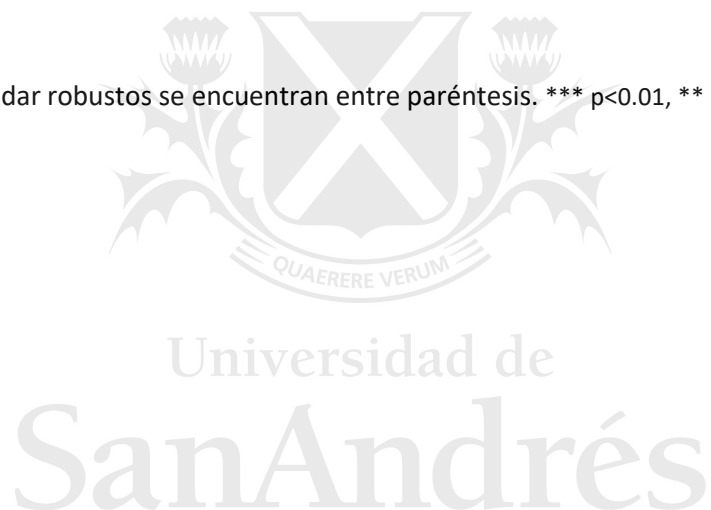 dar robustos se encuentran entre paréntesis. *** p<0.01, **
QUAERERE VERUM
Universidad de
SanAndrés